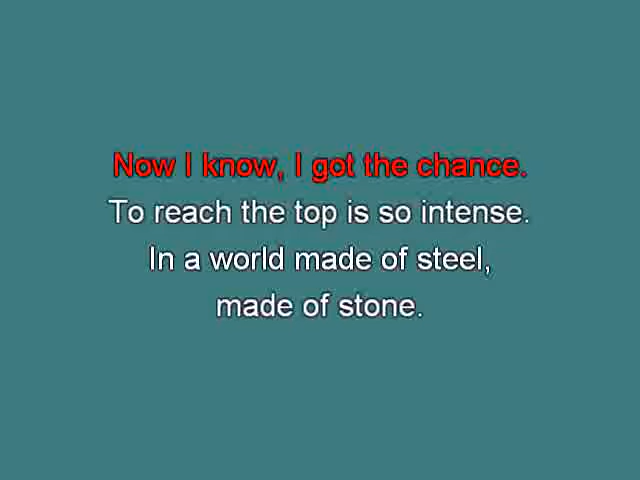 Now I know, I got the chance.
To reach the top is so intense.
In a world made of steel,
made of stone.